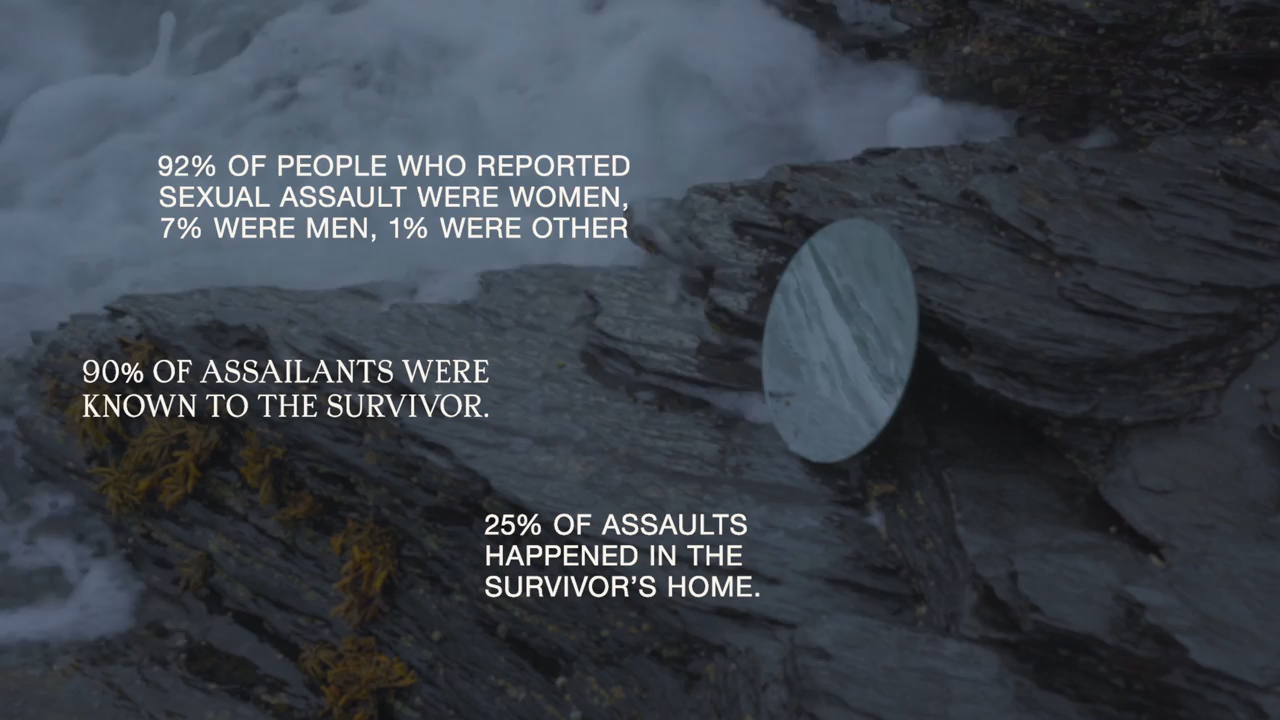 92% OF PEOPLE WHO REPORTED
SEXUAL ASSAULT WERE WOMEN,
7% WERE MEN, 1% WERE OTHER
90% OF ASSAILANTS WERE
KNOWN TO THE SURVIVOR.
25% OF ASSAULTS
HAPPENED IN THE
SURVIVOR’S HOME.